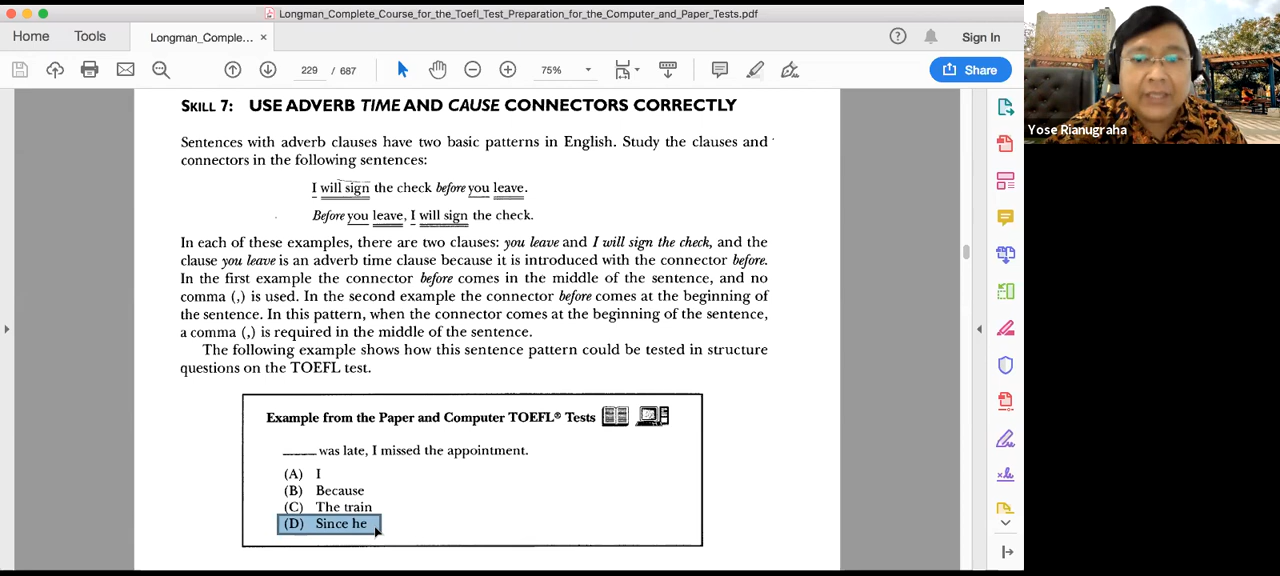 Longman_Complete_Course_for_the_Toefl_Test_Preparation_for_the_Computer_and_Paper_Tests.pdf
Home Tools Longman_Comple... × ? Sign In
229 / 687 75% Share
SKILL 7: USE ADVERB TIME AND CAUSE CONNECTORS CORRECTLY
Sentences with adverb clauses have two basic patterns in English. Study the clauses and
connectors in the following sentences:
I will sign the check before you leave.
Before you leave, I will sign the check.
In each of these examples, there are two clauses: you leave and I will sign the check, and the
clause you leave is an adverb time clause because it is introduced with the connector before.
In the first example the connector before comes in the middle of the sentence, and no
comma (,) is used. In the second example the connector before comes at the beginning of
the sentence. In this pattern, when the connector comes at the beginning of the sentence,
a comma (,) is required in the middle of the sentence.
The following example shows how this sentence pattern could be tested in structure
questions on the TOEFL test.
Example from the Paper and Computer TOEFL® Tests
_____ was late, I missed the appointment.
(A) I
(B) Because
(C) The train
(D) Since he
Yose Rianugraha